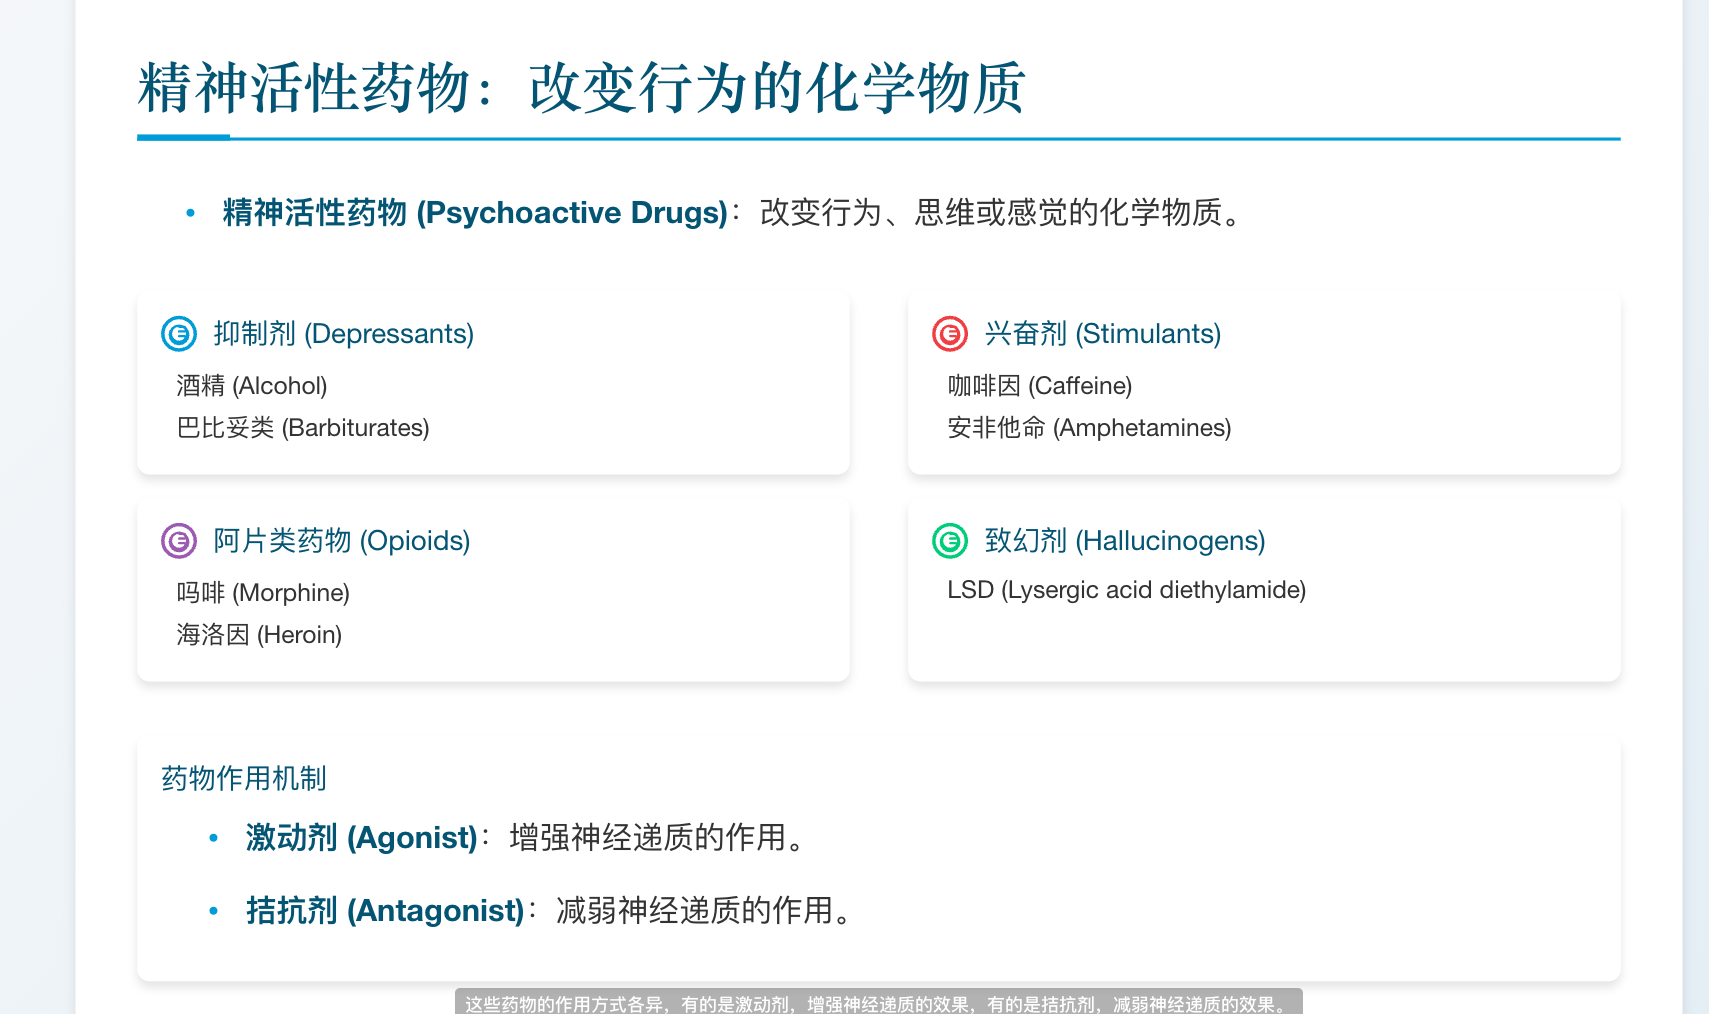 精神活性药物：改变行为的化学物质
• 精神活性药物 (Psychoactive Drugs)：改变行为、思维或感觉的化学物质。
抑制剂 (Depressants)
酒精 (Alcohol)
巴比妥类 (Barbiturates)
兴奋剂 (Stimulants)
咖啡因 (Caffeine)
安非他命 (Amphetamines)
阿片类药物 (Opioids)
吗啡 (Morphine)
海洛因 (Heroin)
致幻剂 (Hallucinogens)
LSD (Lysergic acid diethylamide)
药物作用机制
• 激动剂 (Agonist)：增强神经递质的作用。
• 拮抗剂 (Antagonist)：减弱神经递质的作用。
这些药物的作用方式各异，有的是激动剂，增强神经递质的效果，有的是拮抗剂，减弱神经递质的效果。